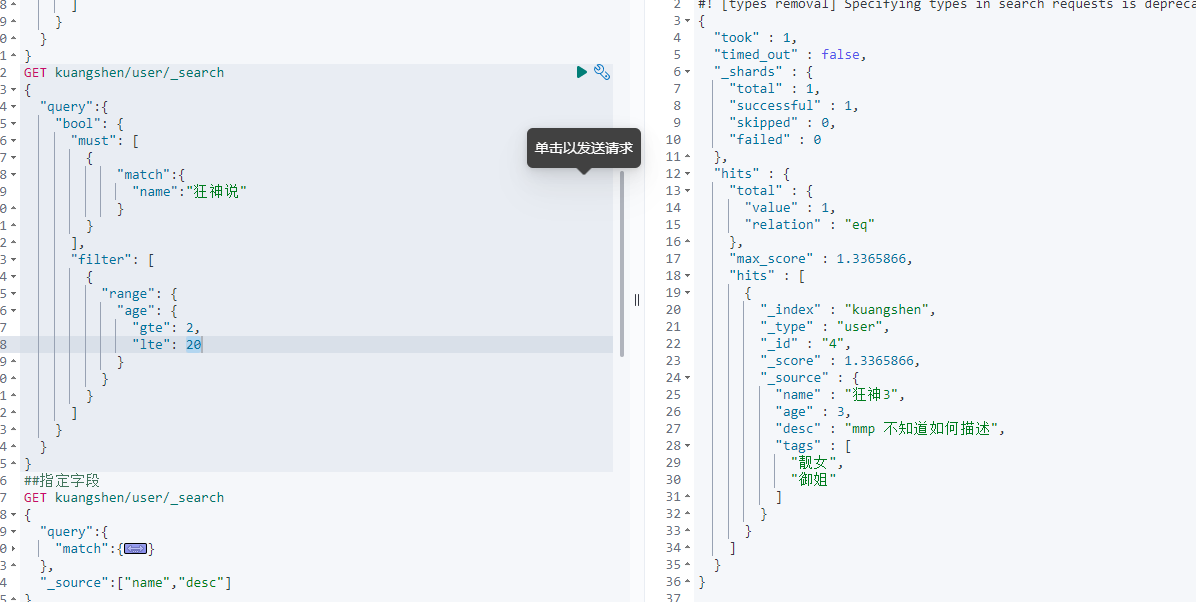 8 ]
9 }
0 }
1 }
2 GET kuangshen/user/_search
3 {
4 "query":{
5 "bool": {
6 "must": [
7 {
8 "match":{
9 "name":"狂神说"
0 }
1 }
2 ],
3 "filter": [
4 {
5 "range": {
6 "age": {
7 "gte": 2,
8 "lte": 20
9 }
0 }
1 }
2 ]
3 }
4 }
5 }
6 ##指定字段
7 GET kuangshen/user/_search
8 {
9 "query":{
0 "match":{}
3 },
4 "_source":["name","desc"]
5 }
单击以发送请求
2 #! [types removal] Specifying types in search requests is depreca
3 {
4 "took" : 1,
5 "timed_out" : false,
6 "_shards" : {
7 "total" : 1,
8 "successful" : 1,
9 "skipped" : 0,
10 "failed" : 0
11 },
12 "hits" : {
13 "total" : {
14 "value" : 1,
15 "relation" : "eq"
16 },
17 "max_score" : 1.3365866,
18 "hits" : [
19 {
20 "_index" : "kuangshen",
21 "_type" : "user",
22 "_id" : "4",
23 "_score" : 1.3365866,
24 "_source" : {
25 "name" : "狂神3",
26 "age" : 3,
27 "desc" : "mmp 不知道如何描述",
28 "tags" : [
29 "靓女",
30 "御姐"
31 ]
32 }
33 }
34 ]
35 }
36 }
37